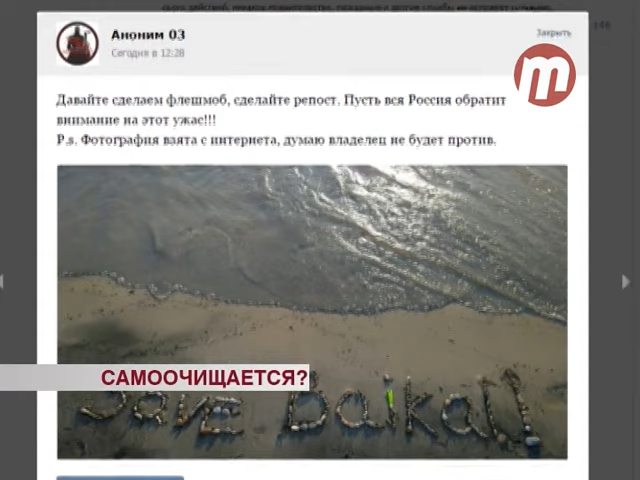 Аноним 03
Сегодня в 12:28
Закрыть
m
Давайте сделаем флешмоб, сделайте репост. Пусть вся Россия обратит
внимание на этот ужас!!!
P.s. Фотография взята с интернета, думаю владелец не будет против.
САМООЧИЩАЕТСЯ?
Save Baikal!